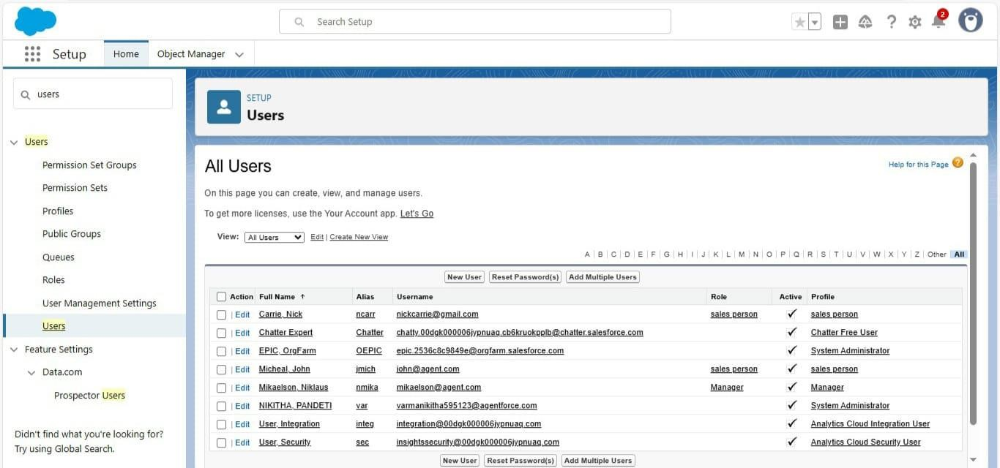 Search Setup
2
Setup
Home
Object Manager
users
Users
Permission Set Groups
Permission Sets
Profiles
Public Groups
Queues
Roles
User Management Settings
Users
Feature Settings
Data.com
Prospector Users
Didn't find what you're looking for?
Try using Global Search.
SETUP
Users
All Users
Help for this Page ?
On this page you can create, view, and manage users.
To get more licenses, use the Your Account app. Let's Go
View: All Users Edit | Create New View
A | B | C | D | E | F | G | H | I | J | K | L | M | N | O | P | Q | R | S | T | U | V | W | X | Y | Z | Other All
New User Reset Password(s) Add Multiple Users
Action Full Name ↑ Alias Username Role Active Profile
| Edit Carrie, Nick ncarr nickcarrie@gmail.com sales person ✓ sales person
| Edit Chatter Expert Chatter chatty.00dgk000006jypnuaq.cb6kruokpplb@chatter.salesforce.com ✓ Chatter Free User
| Edit EPIC, OrgFarm OEPIC epic.2536c8c9849e@orgfarm.salesforce.com ✓ System Administrator
| Edit Micheal, John jmich john@agent.com sales person ✓ sales person
| Edit Mikaelson, Niklaus nmika mikaelson@agent.com Manager ✓ Manager
| Edit NIKITHA, PANDETI var varmanikitha595123@agentforce.com ✓ System Administrator
| Edit User, Integration integ integration@00dgk000006jypnuaq.com ✓ Analytics Cloud Integration User
| Edit User, Security sec insightssecurity@00dgk000006jypnuaq.com ✓ Analytics Cloud Security User
New User Reset Password(s) Add Multiple Users